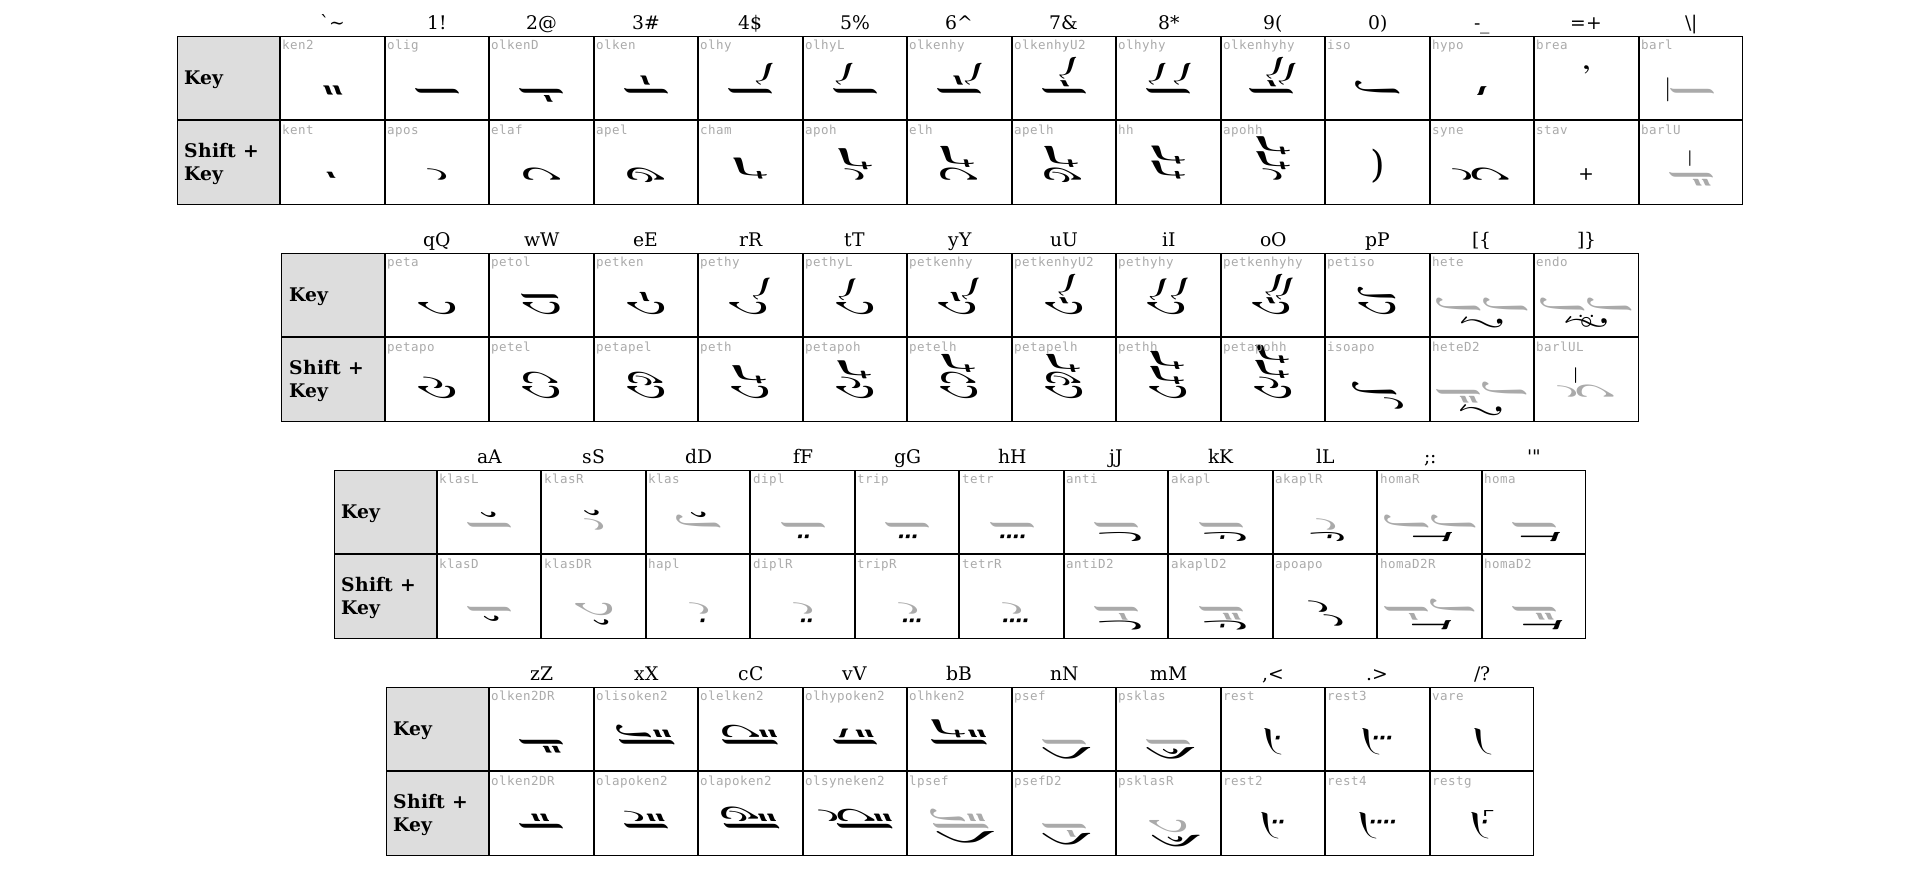 `~ 1! 2@ 3# 4$ 5% 6^ 7& 8* 9( 0) -_ =+ \|
ken2 olig olkenD olken olhy olhyL olkenhy olkenhyU2 olhyhy olkenhyhy iso hypo brea barl
Key
kent apos elaf apel cham apoh elh apelh hh apohh syne stav barlU
Shift + ) +
Key
qQ wW eE rR tT yY uU iI oO pP [{ ]}
peta petol petken pethy pethyL petkenhy petkenhyU2 pethyhy petkenhyhy petiso hete endo
Key
petapo petel petapel peth petapoh petelh petapelh pethh petapohh isoapo heteD2 barlUL
Shift +
Key
aA sS dD fF gG hH jJ kK lL ;: '"
klasL klasR klas dipl trip tetr anti akapl akaplR homaR homa
Key
klasD klasDR hapl diplR tripR tetrR antiD2 akaplD2 apoapo homaD2R homaD2
Shift +
Key
zZ xX cC vV bB nN mM ,< .> /?
olken2DR olisoken2 olelken2 olhypoken2 olhken2 psef psklas rest rest3 vare
Key
olken2DR olapoken2 olapoken2 olsyneken2 lpsef psefD2 psklasR rest2 rest4 restg
Shift +
Key